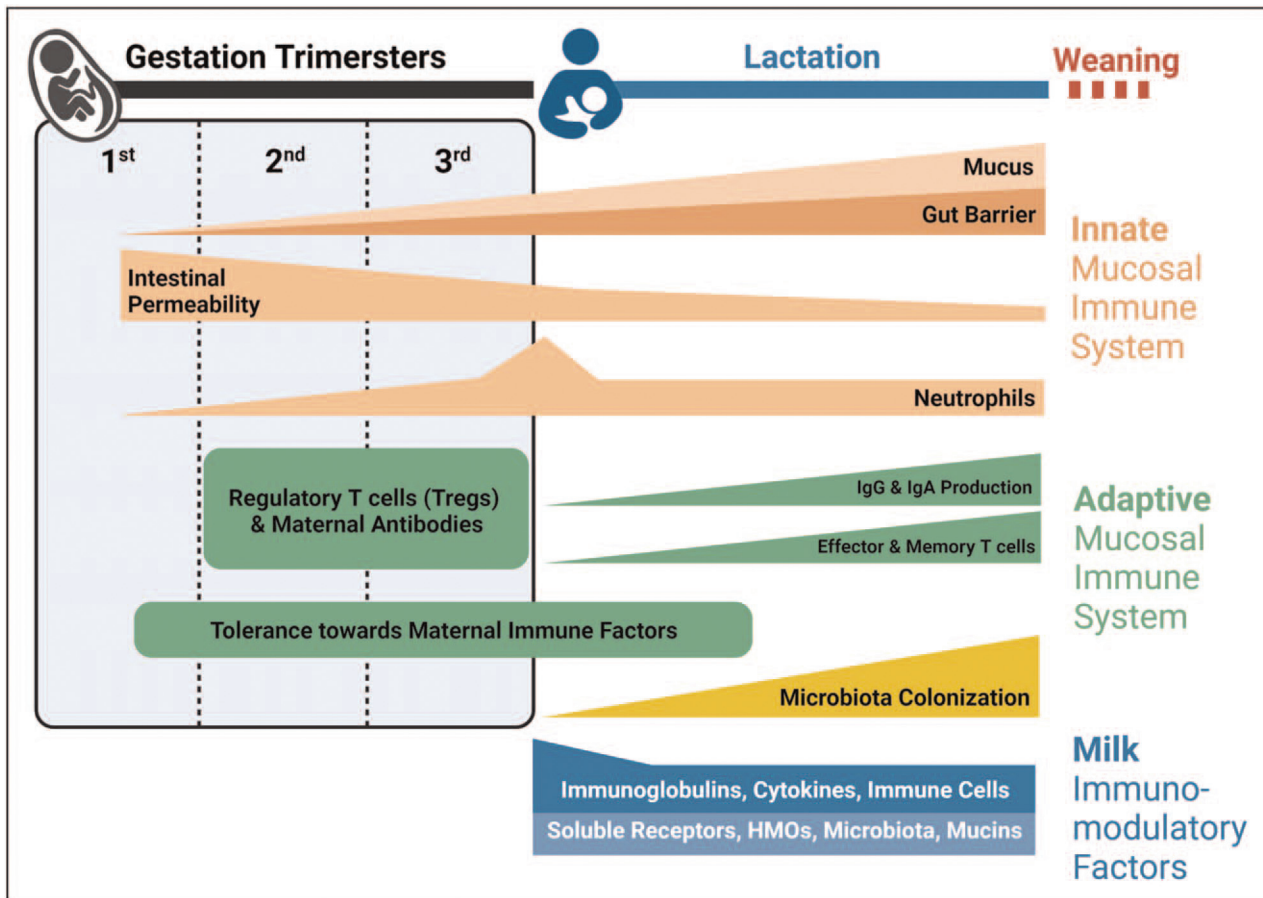 Gestation Trimersters
Lactation
Weaning
1st
2nd
3rd
Mucus
Gut Barrier
Innate
Mucosal
Immune
System
Intestinal
Permeability
Neutrophils
Regulatory T cells (Tregs)
& Maternal Antibodies
IgG & IgA Production
Effector & Memory T cells
Adaptive
Mucosal
Immune
System
Tolerance towards Maternal Immune Factors
Microbiota Colonization
Milk
Immuno-
modulatory
Factors
Immunoglobulins, Cytokines, Immune Cells
Soluble Receptors, HMOs, Microbiota, Mucins